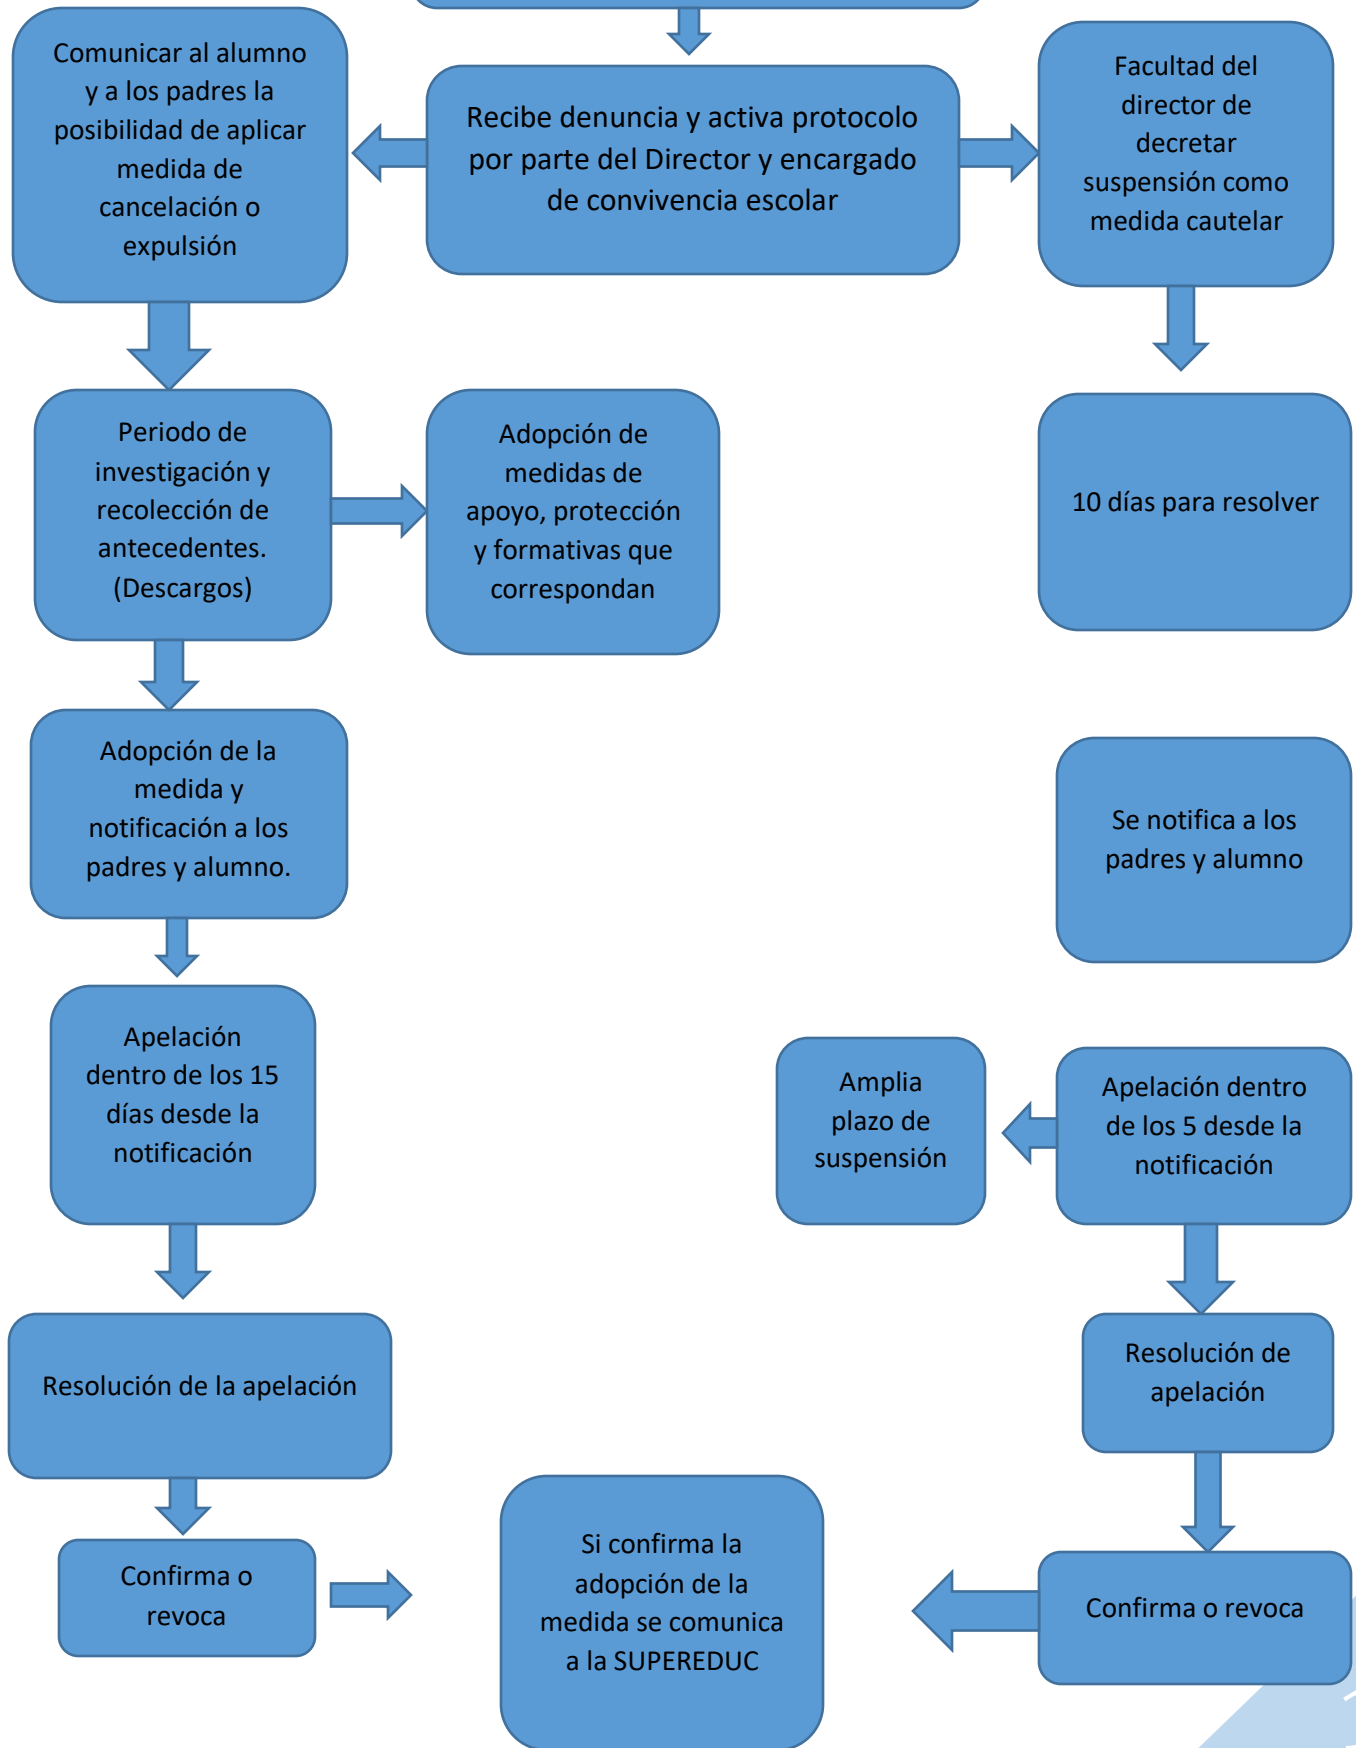 Comunicar al alumno
y a los padres la
posibilidad de aplicar
medida de
cancelación o
expulsión
Recibe denuncia y activa protocolo
por parte del Director y encargado
de convivencia escolar
Facultad del
director de
decretar
suspensión como
medida cautelar
Periodo de
investigación y
recolección de
antecedentes.
(Descargos)
Adopción de
medidas de
apoyo, protección
y formativas que
correspondan
10 días para resolver
Adopción de la
medida y
notificación a los
padres y alumno.
Se notifica a los
padres y alumno
Apelación
dentro de los 15
días desde la
notificación
Amplia
plazo de
suspensión
Apelación dentro
de los 5 desde la
notificación
Resolución de la apelación
Resolución de
apelación
Confirma o
revoca
Si confirma la
adopción de la
medida se comunica
a la SUPEREDUC
Confirma o revoca